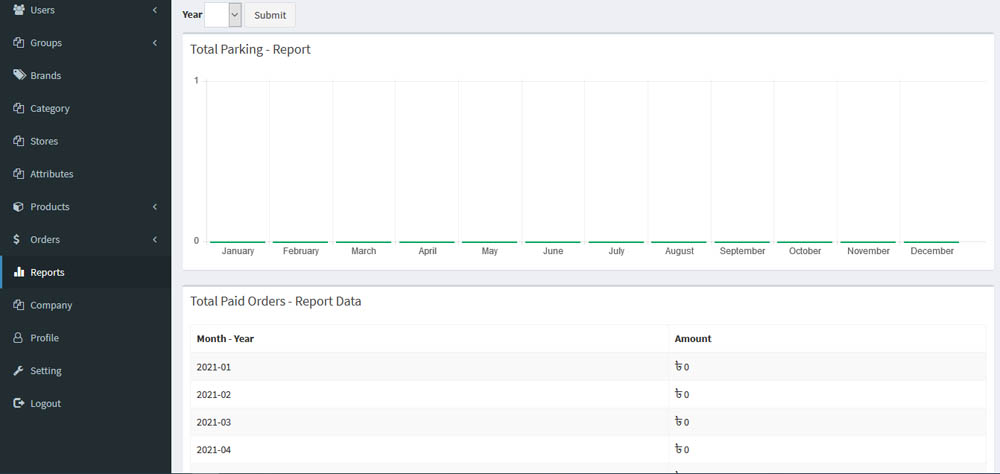 Users
Groups
Brands
Category
Stores
Attributes
Products
Orders
Reports
Company
Profile
Setting
Logout
Year Submit
Total Parking - Report
1
0
January February March April May June July August September October November December
Total Paid Orders - Report Data
Month - Year Amount
2021-01 ৳ 0
2021-02 ৳ 0
2021-03 ৳ 0
2021-04 ৳ 0